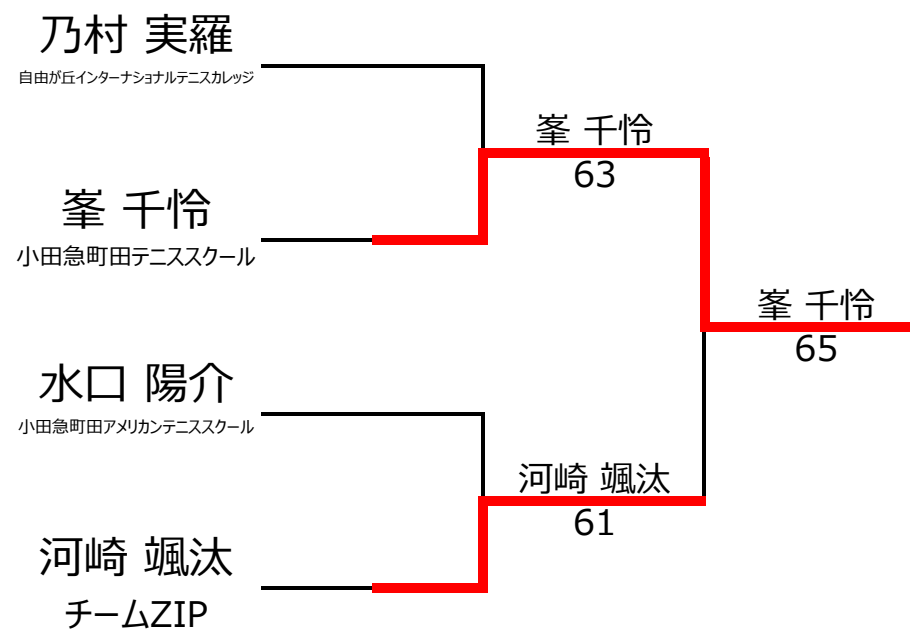 乃村 実羅
自由が丘インターナショナルテニスカレッジ
峯 千怜
63
峯 千怜
小田急町田テニススクール
峯 千怜
65
水口 陽介
小田急町田アメリカンテニススクール
河崎 颯汰
61
河崎 颯汰
チームZIP